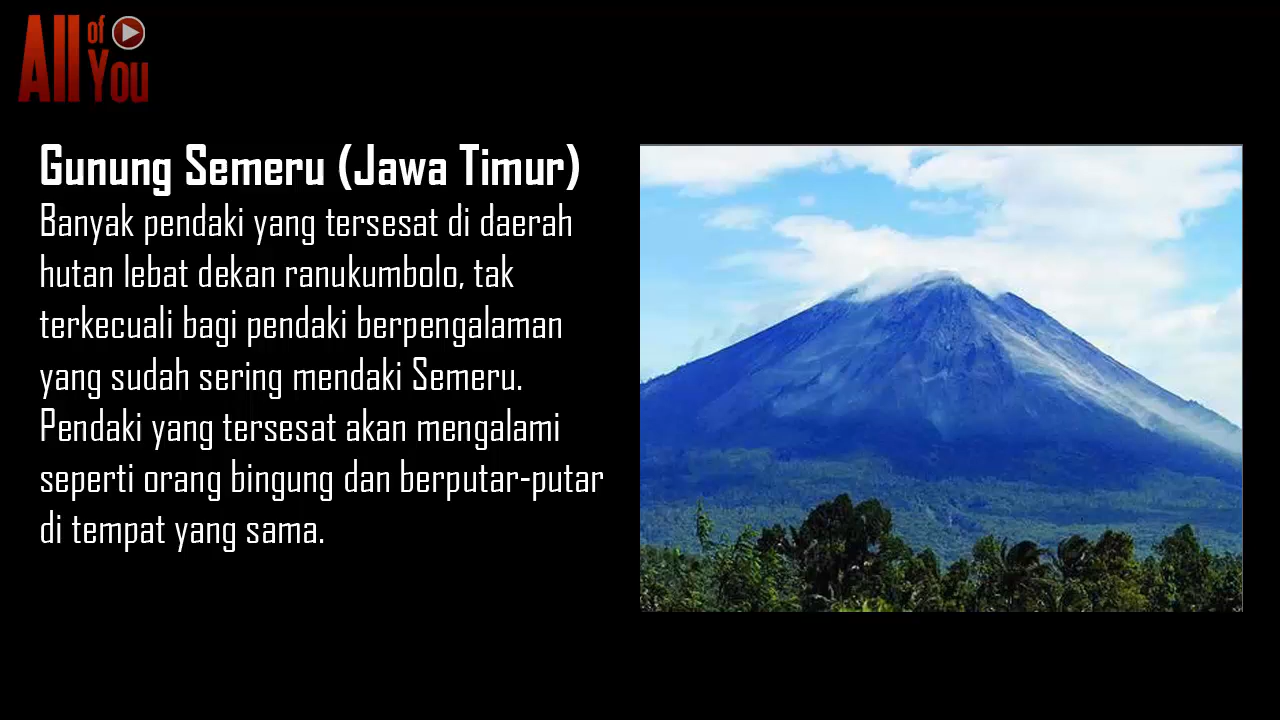 All of You
Gunung Semeru (Jawa Timur)
Banyak pendaki yang tersesat di daerah
hutan lebat dekan ranukumbolo, tak
terkecuali bagi pendaki berpengalaman
yang sudah sering mendaki Semeru.
Pendaki yang tersesat akan mengalami
seperti orang bingung dan berputar-putar
di tempat yang sama.